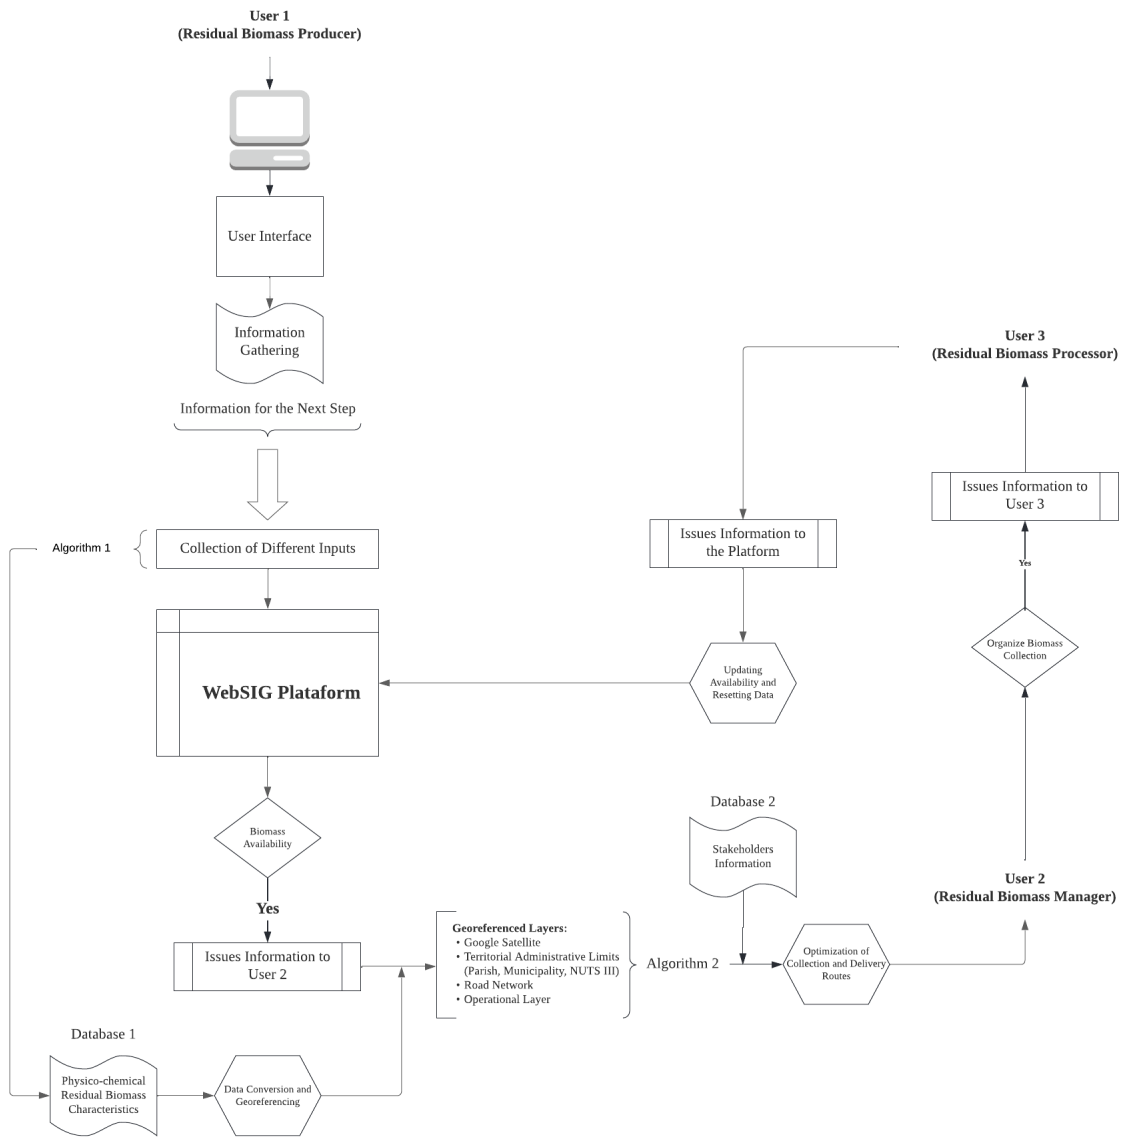 User 1
(Residual Biomass Producer)
User Interface
Information
Gathering
Information for the Next Step
Algorithm 1
Collection of Different Inputs
WebSIG Plataform
Biomass
Availability
Yes
Issues Information to
User 2
Database 1
Physico-chemical
Residual Biomass
Characteristics
Data Conversion and
Georeferencing
Georeferenced Layers:
• Google Satellite
• Territorial Administrative Limits
(Parish, Municipality, NUTS III)
• Road Network
• Operational Layer
Algorithm 2
Database 2
Stakeholders
Information
Optimization of
Collection and Delivery
Routes
User 2
(Residual Biomass Manager)
Organize Biomass
Collection
Yes
Issues Information to
User 3
User 3
(Residual Biomass Processor)
Issues Information to
the Platform
Updating
Availability and
Resetting Data